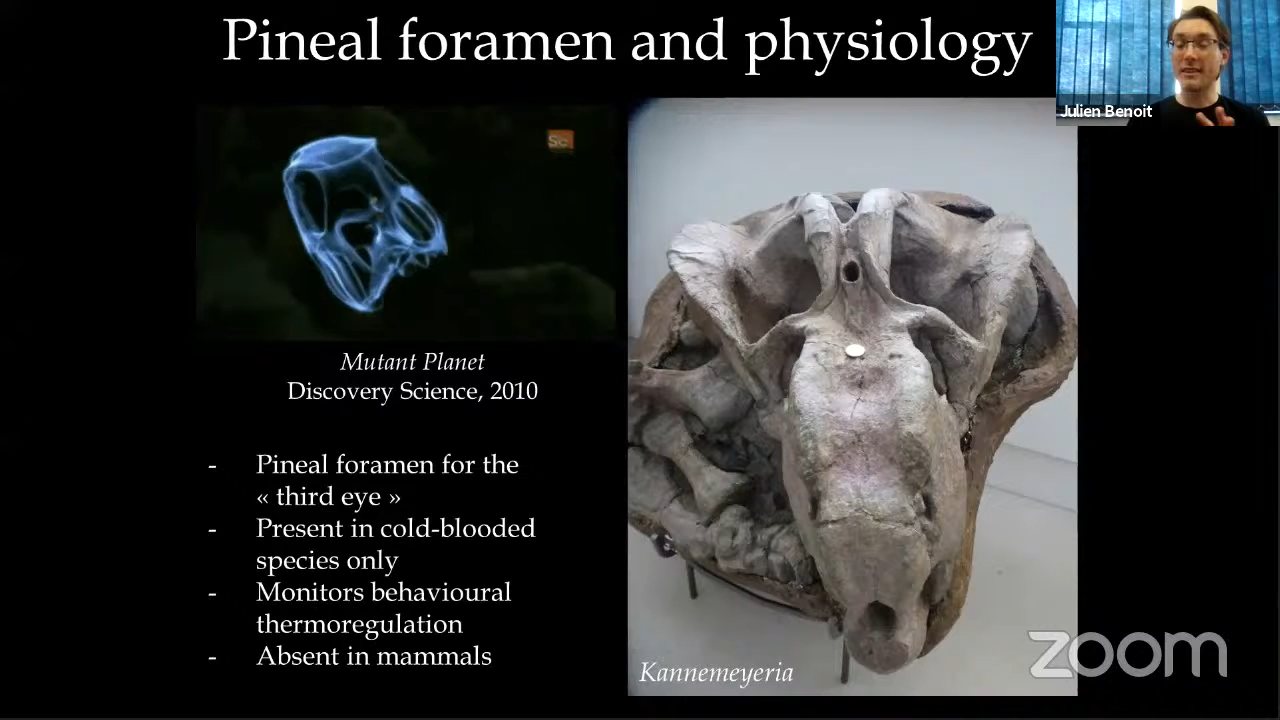 Pineal foramen and physiology
Julien Benoit
Sci
Mutant Planet
Discovery Science, 2010
- Pineal foramen for the
« third eye »
- Present in cold-blooded
species only
- Monitors behavioural
thermoregulation
- Absent in mammals
Kannemeyeria
zoom